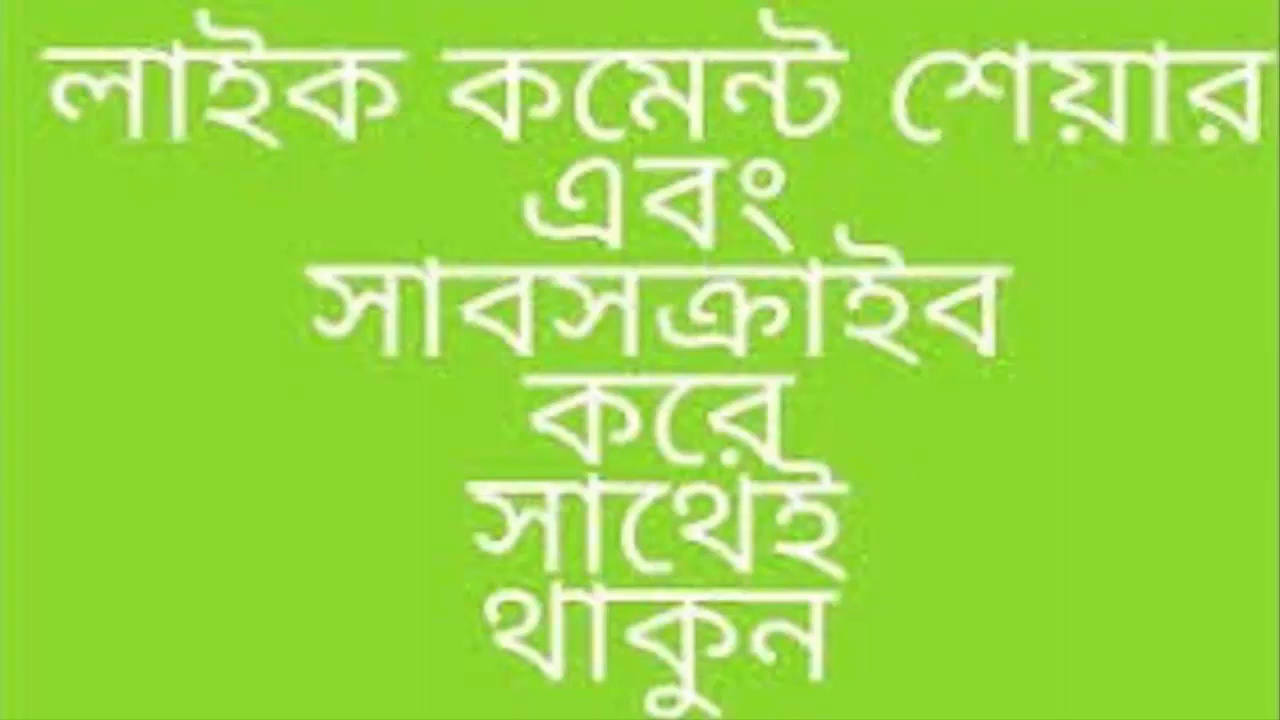 লাইক কমেন্ট শেয়ার
এবং
সাবসক্রাইব
করে
সাথেই
থাকুন